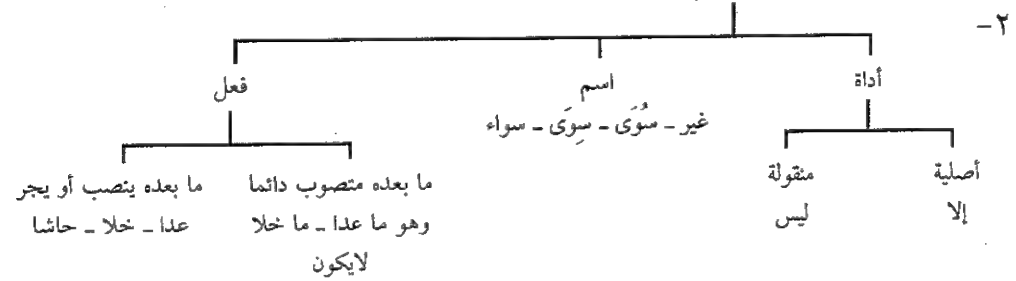 ٢-
أداة
اسم
فعل
غير ـ سُوَى ـ سِوَى ـ سواء
أصلية
إلا
منقولة
ليس
ما بعده متصوب دائما
وهو ما عدا ـ ما خلا
لايكون
ما بعده ينصب أو يجر
عدا ـ خلا ـ حاشا